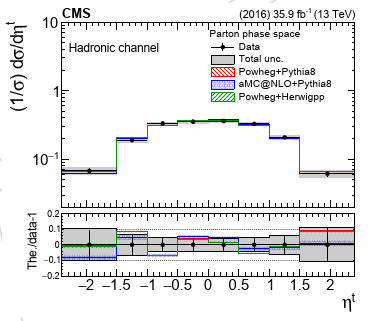 CMS (2016) 35.9 fb⁻¹ (13 TeV)
Parton phase space
Hadronic channel
Data
Total unc.
Powheg+Pythia8
aMC@NLO+Pythia8
Powheg+Herwigpp
(1/σ) dσ/dηᵗ
10
1
10⁻¹
The./data-1
0.2
0.1
0
−0.1
−0.2
−2 −1.5 −1 −0.5 0 0.5 1 1.5 2
ηᵗ